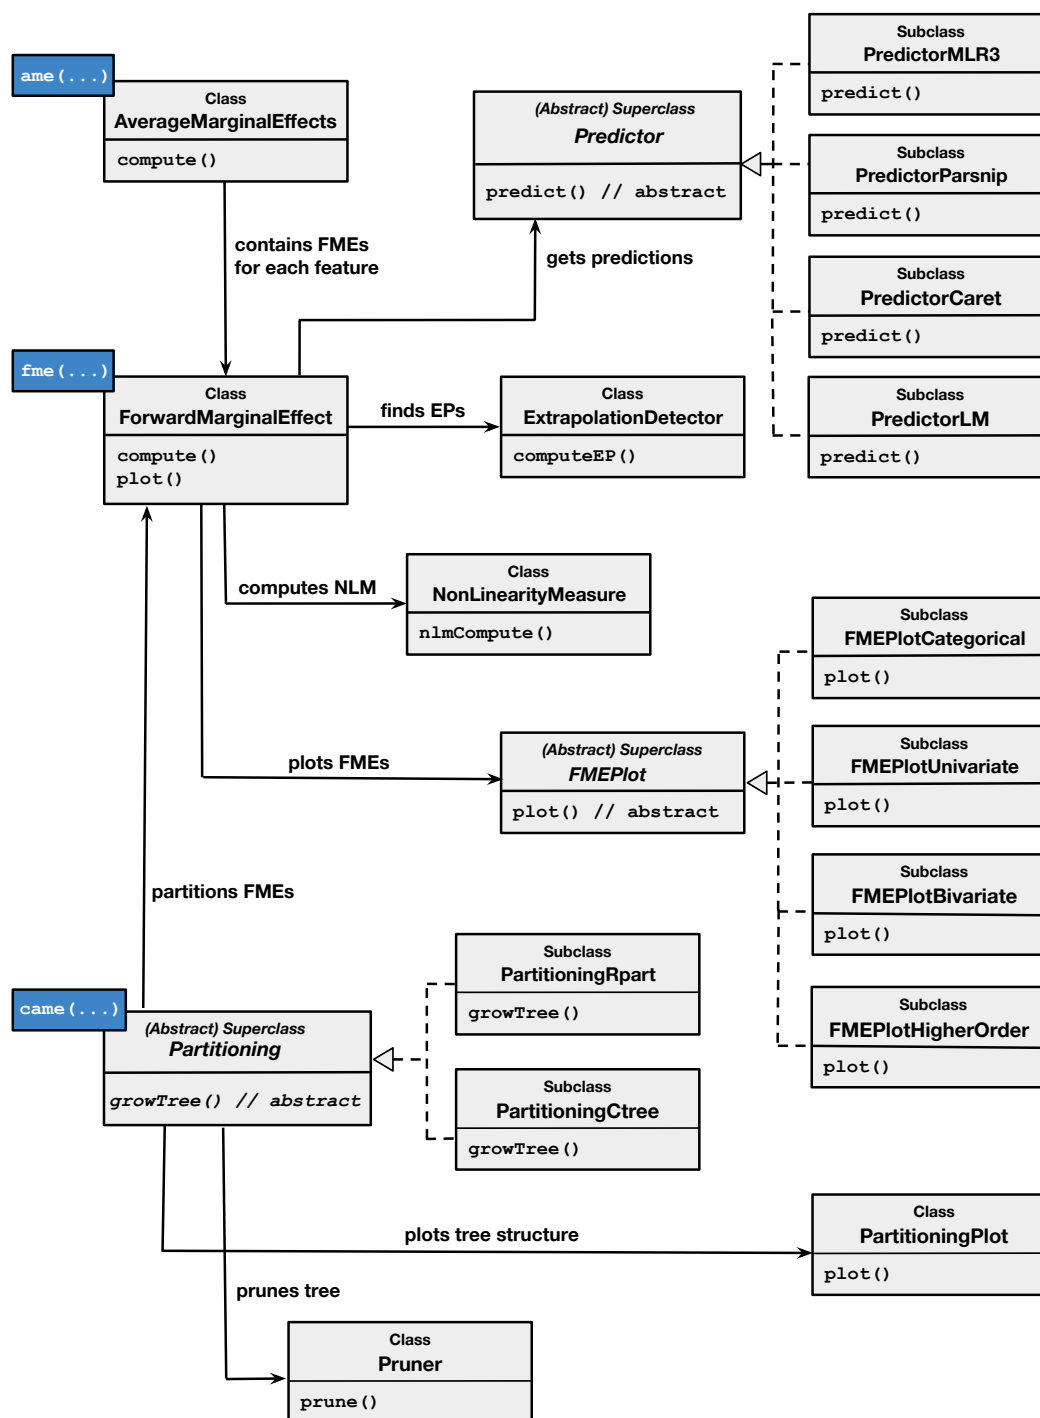 ame(...)
Class
AverageMarginalEffects
compute()
contains FMEs
for each feature
(Abstract) Superclass
Predictor
predict() // abstract
gets predictions
Subclass
PredictorMLR3
predict()
Subclass
PredictorParsnip
predict()
Subclass
PredictorCaret
predict()
Subclass
PredictorLM
predict()
fme(...)
Class
ForwardMarginalEffect
compute()
plot()
finds EPs
Class
ExtrapolationDetector
computeEP()
computes NLM
Class
NonLinearityMeasure
nlmCompute()
plots FMEs
(Abstract) Superclass
FMEPlot
plot() // abstract
Subclass
FMEPlotCategorical
plot()
Subclass
FMEPlotUnivariate
plot()
Subclass
FMEPlotBivariate
plot()
Subclass
FMEPlotHigherOrder
plot()
partitions FMEs
came(...)
(Abstract) Superclass
Partitioning
growTree() // abstract
Subclass
PartitioningRpart
growTree()
Subclass
PartitioningCtree
growTree()
plots tree structure
Class
PartitioningPlot
plot()
prunes tree
Class
Pruner
prune()